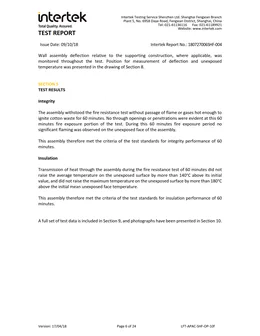 intertek
Total Quality. Assured.
TEST REPORT
Intertek Testing Service Shenzhen Ltd. Shanghai Fengxian Branch
Website: www.intertek.com
Issue Date: 09/10/18 Intertek Report No.: 180727006SHF-004
Wall assembly deflection relative to the supporting construction, where applicable, was
monitored throughout the test. Position for measurement of deflection and unexposed
temperature was presented in the drawing of Section 8.
SECTION 5
TEST RESULTS
Integrity
The assembly withstood the fire resistance test without passage of flame or gases hot enough to
ignite cotton waste for 60 minutes. No through openings or penetrations were evident at this 60
minutes fire exposure portion of the test. During this 60 minutes fire exposure period no
significant flaming was observed on the unexposed face of the assembly.
This assembly therefore met the criteria of the test standards for integrity performance of 60
minutes.
Insulation
Transmission of heat through the assembly during the fire resistance test of 60 minutes did not
raise the average temperature on the unexposed surface by more than 140°C above its initial
value, and did not raise the maximum temperature on the unexposed surface by more than 180°C
above the initial mean unexposed face temperature.
This assembly therefore met the criteria of the test standards for insulation performance of 60
minutes.
A full set of test data is included in Section 9, and photographs have been presented in Section 10.
Version: 17/04/18 Page 6 of 24 LFT-APAC-SHF-OP-10f